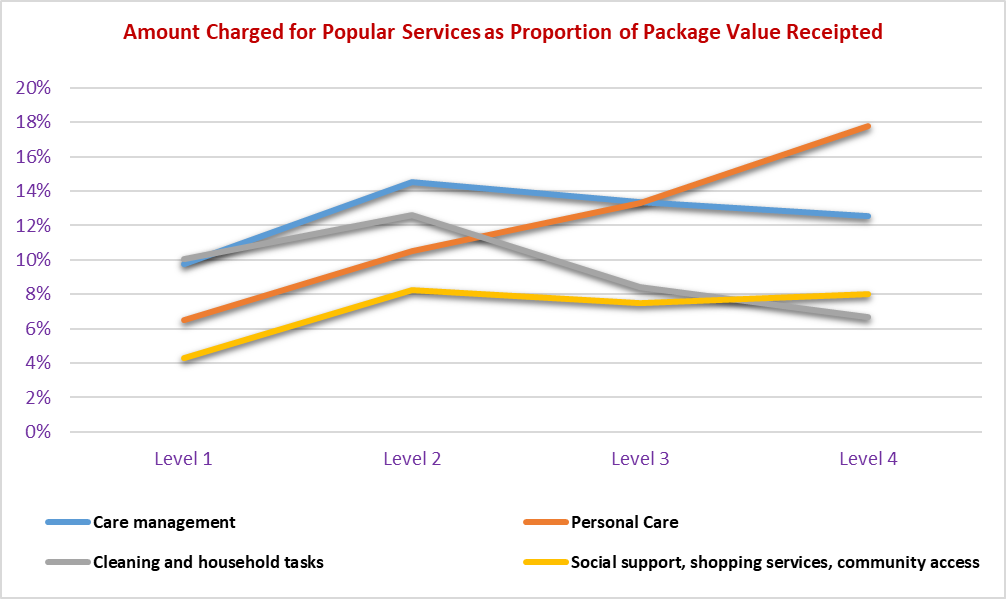 Amount Charged for Popular Services as Proportion of Package Value Receipted
20%
18%
16%
14%
12%
10%
8%
6%
4%
2%
0%
Level 1 Level 2 Level 3 Level 4
Care management Personal Care
Cleaning and household tasks Social support, shopping services, community access